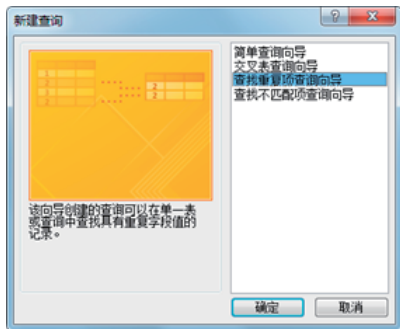 新建查询
简单查询向导
交叉表查询向导
查找重复项查询向导
查找不匹配项查询向导
该向导创建的查询可以在单一表
或查询中查找具有重复字段值的
记录。
确定
取消